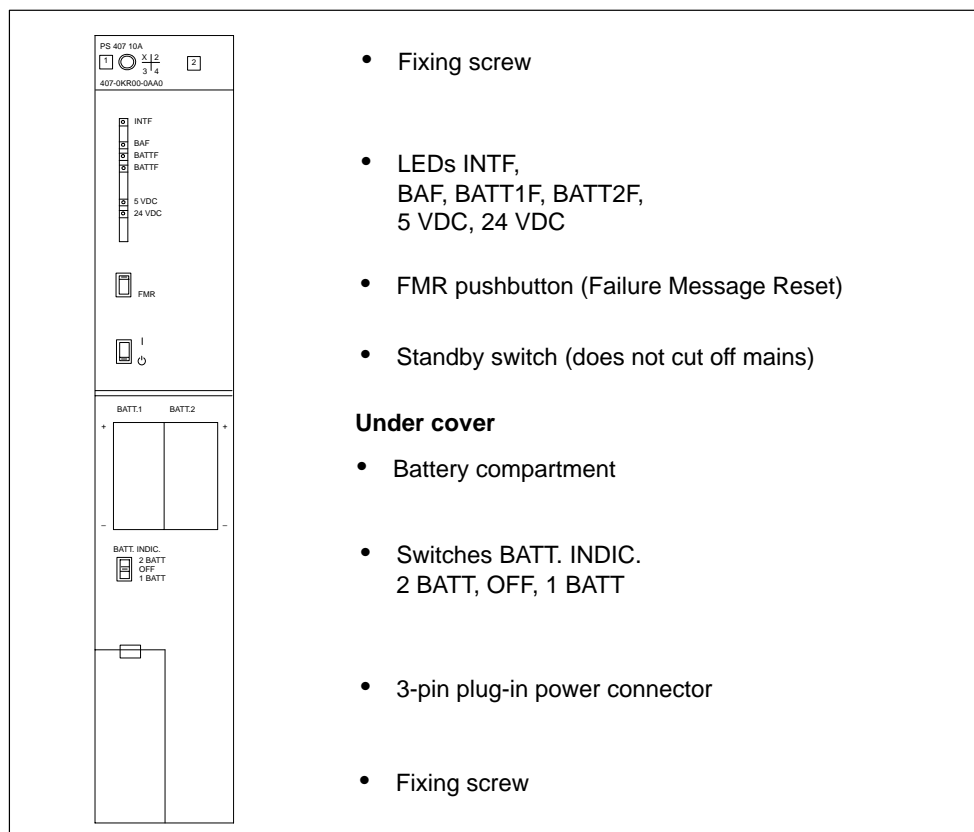 PS 407 10A
1 X 2 2
3 4
407-0KR00-0AA0
• Fixing screw
INTF
BAF
BATTF
BATTF
5 VDC
24 VDC
• LEDs INTF,
BAF, BATT1F, BATT2F,
5 VDC, 24 VDC
FMR
• FMR pushbutton (Failure Message Reset)
I
• Standby switch (does not cut off mains)
BATT.1 BATT.2
+ +
− −
Under cover
• Battery compartment
BATT. INDIC.
2 BATT
OFF
1 BATT
• Switches BATT. INDIC.
2 BATT, OFF, 1 BATT
• 3-pin plug-in power connector
• Fixing screw